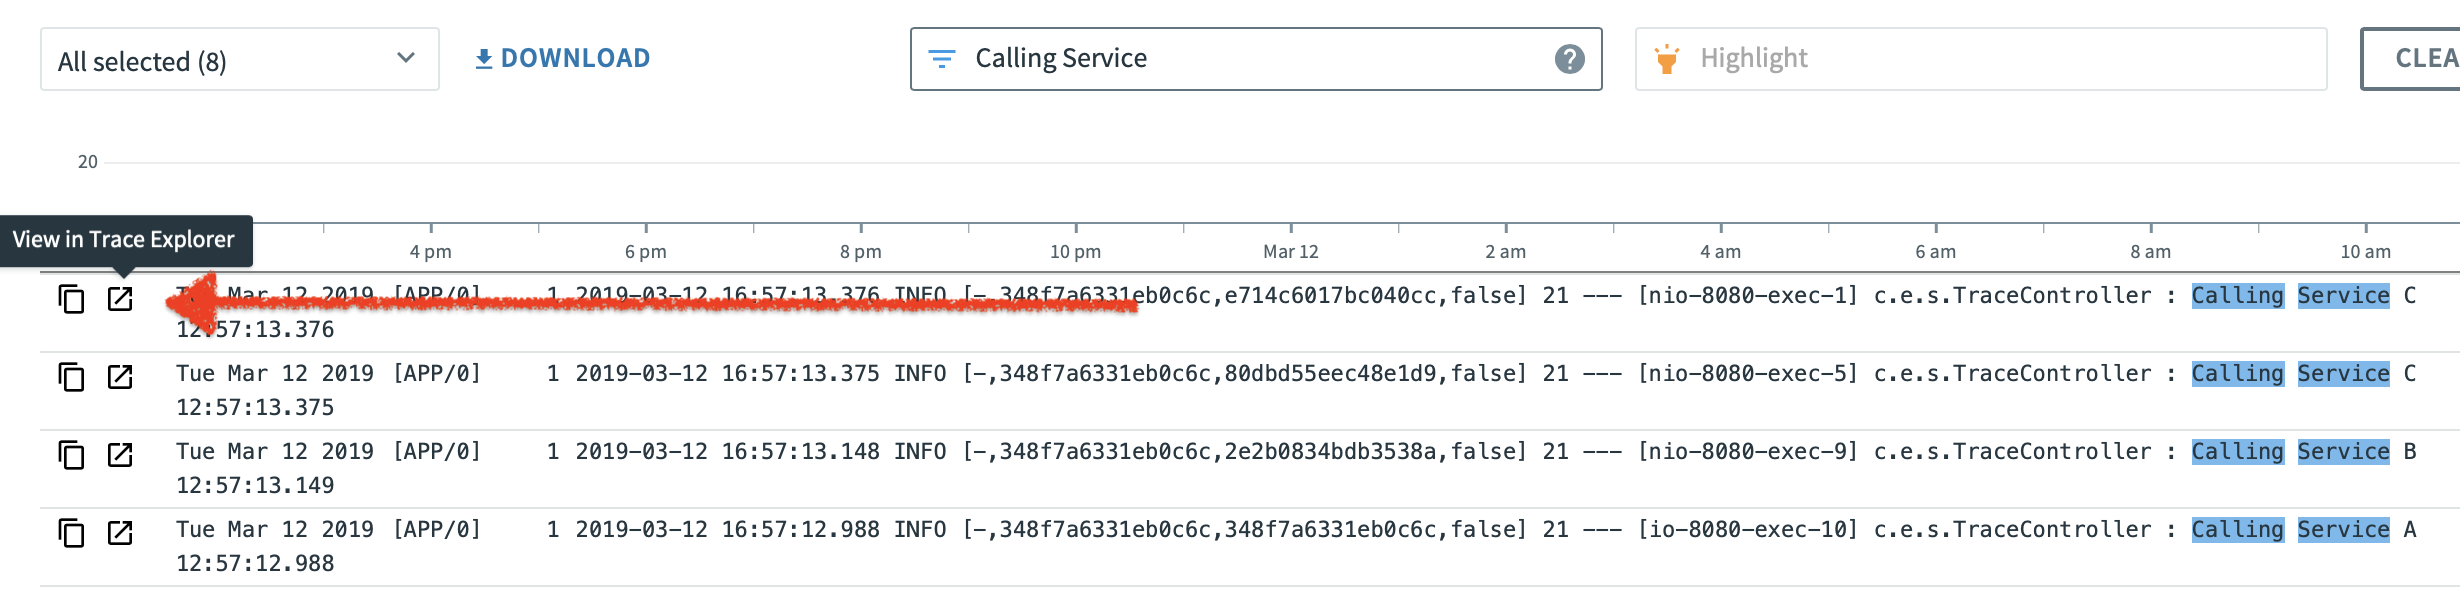 All selected (8)
DOWNLOAD
Calling Service
?
Highlight
CLEA
20
View in Trace Explorer
4 pm 6 pm 8 pm 10 pm Mar 12 2 am 4 am 6 am 8 am 10 am
Tue Mar 12 2019 [APP/0] 1 2019-03-12 16:57:13.376 INFO [-,348f7a6331eb0c6c,e714c6017bc040cc,false] 21 --- [nio-8080-exec-1] c.e.s.TraceController : Calling Service C
12:57:13.376
Tue Mar 12 2019 [APP/0] 1 2019-03-12 16:57:13.375 INFO [-,348f7a6331eb0c6c,80dbd55eec48e1d9,false] 21 --- [nio-8080-exec-5] c.e.s.TraceController : Calling Service C
12:57:13.375
Tue Mar 12 2019 [APP/0] 1 2019-03-12 16:57:13.148 INFO [-,348f7a6331eb0c6c,2e2b0834bdb3538a,false] 21 --- [nio-8080-exec-9] c.e.s.TraceController : Calling Service B
12:57:13.149
Tue Mar 12 2019 [APP/0] 1 2019-03-12 16:57:12.988 INFO [-,348f7a6331eb0c6c,348f7a6331eb0c6c,false] 21 --- [io-8080-exec-10] c.e.s.TraceController : Calling Service A
12:57:12.988